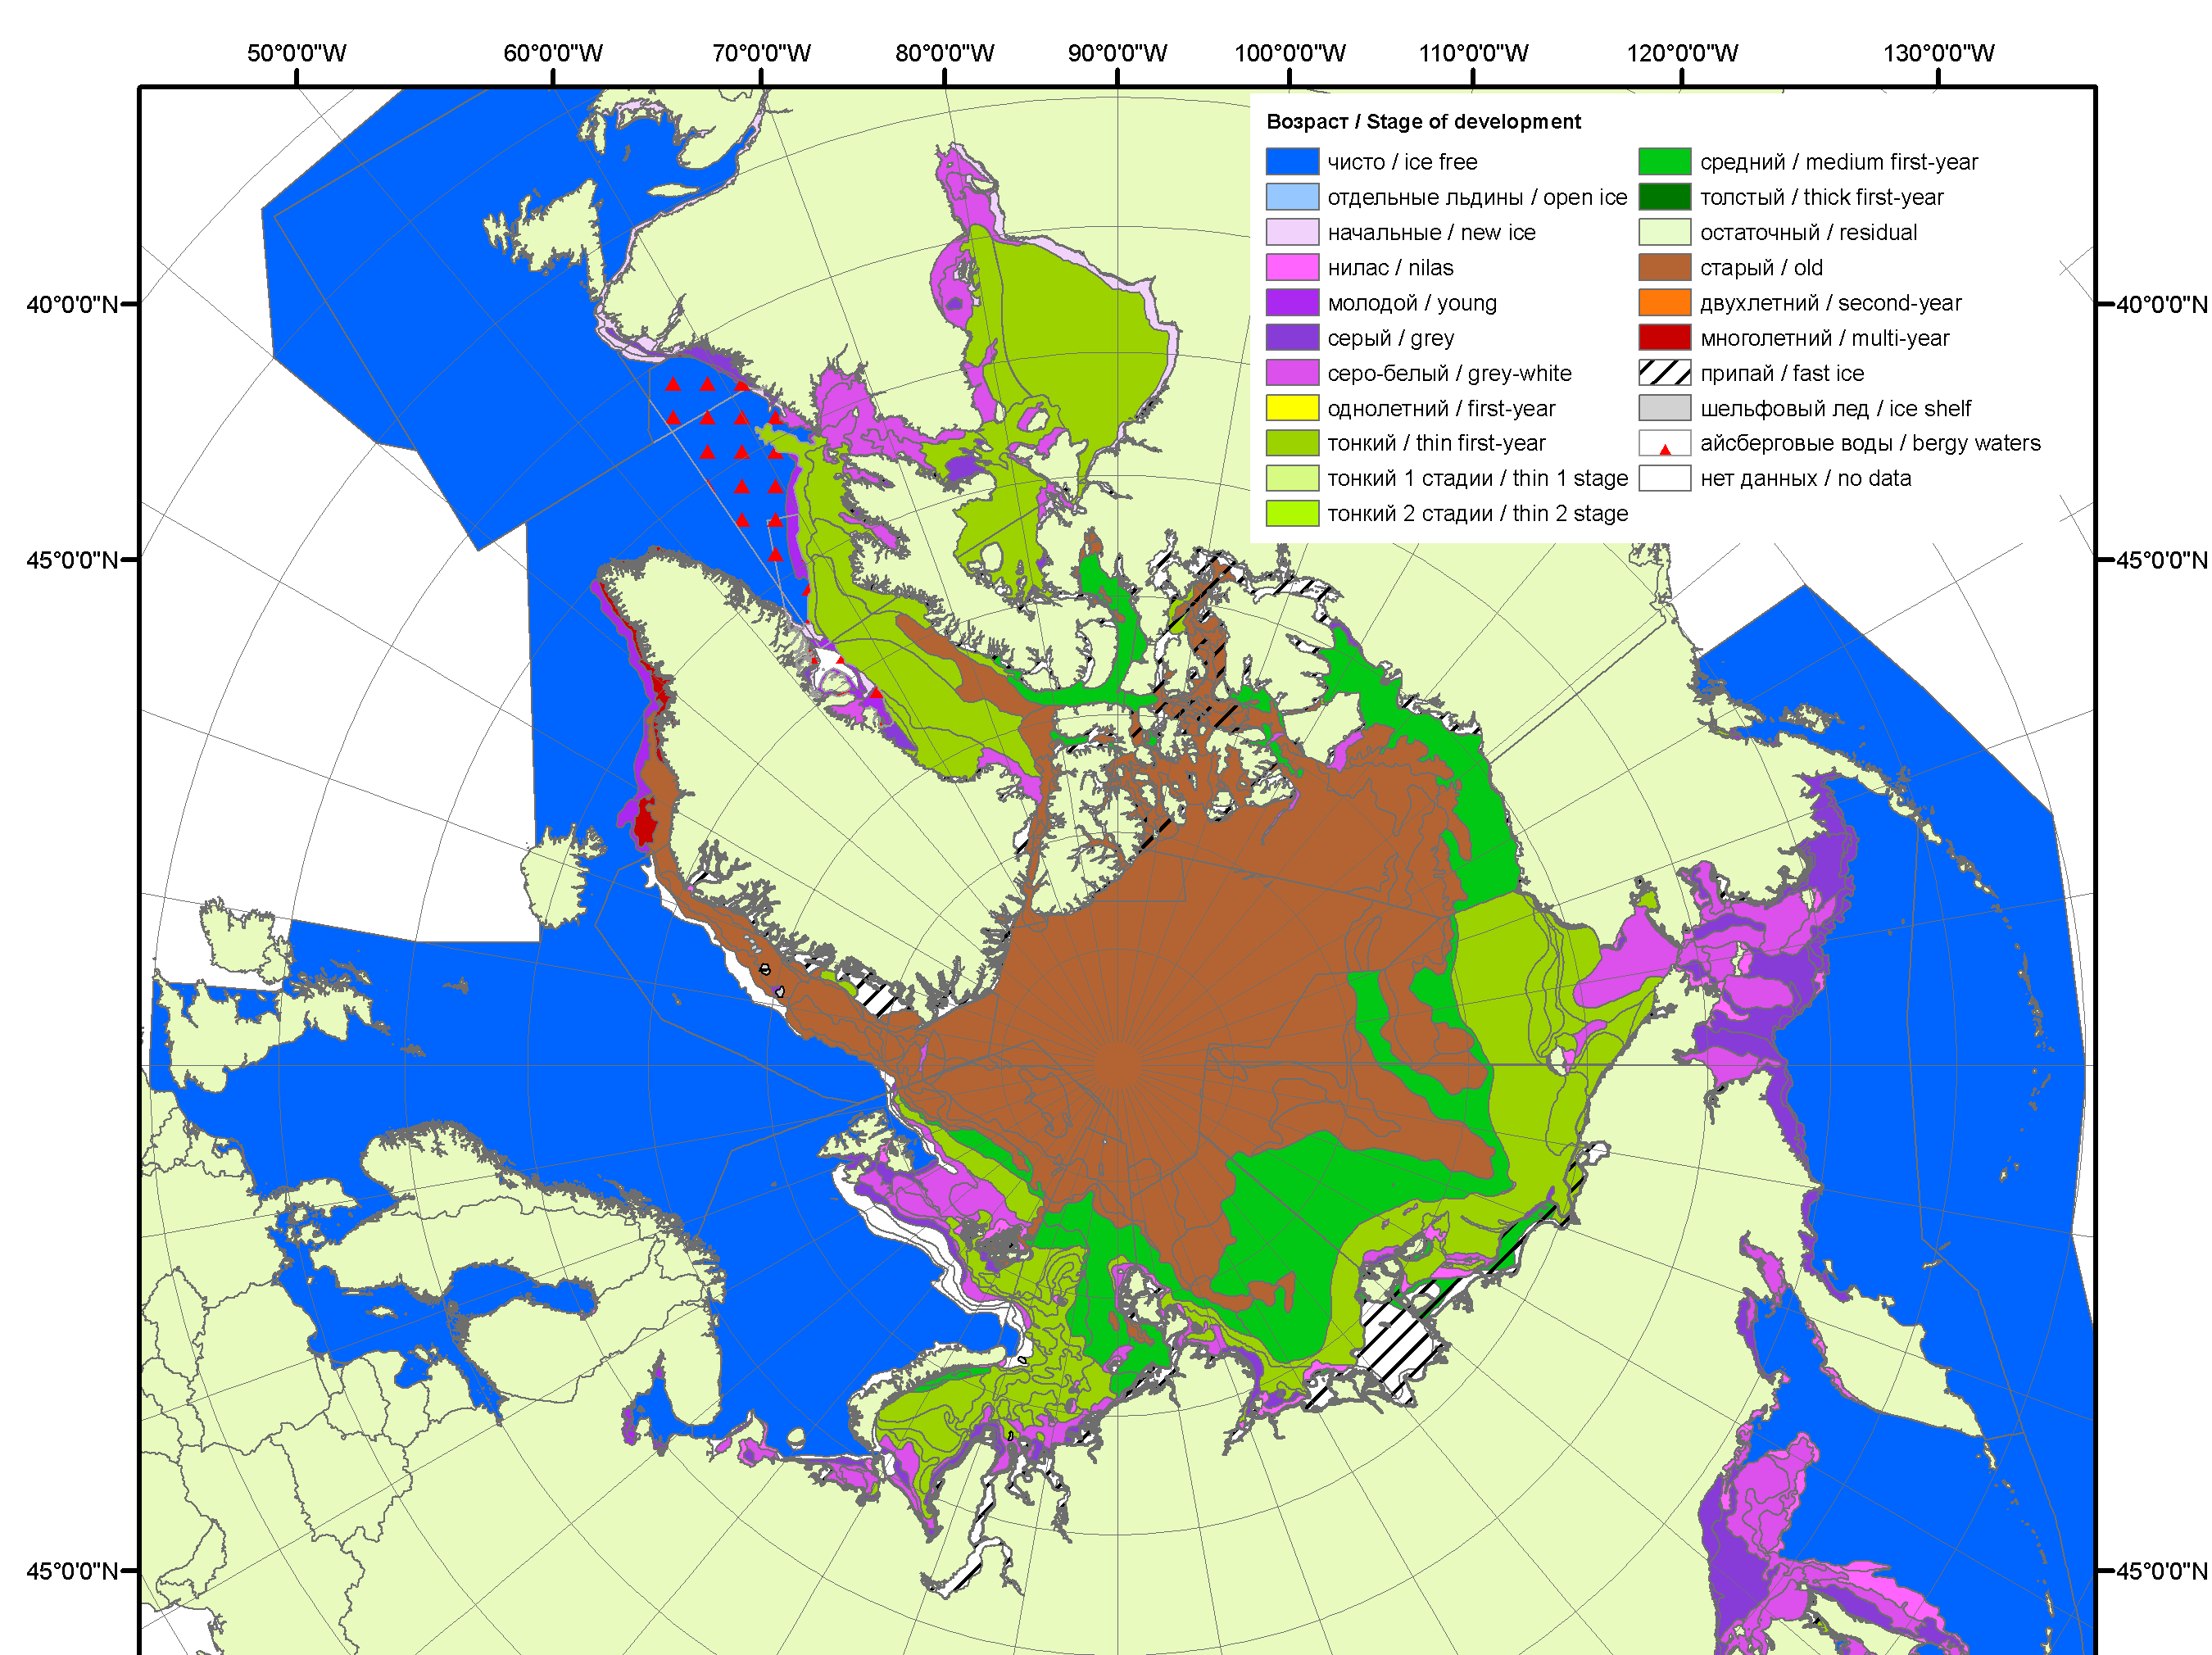 50°0'0"W 60°0'0"W 70°0'0"W 80°0'0"W 90°0'0"W 100°0'0"W 110°0'0"W 120°0'0"W 130°0'0"W
Возраст / Stage of development
чисто / ice free
отдельные льдины / open ice
начальные / new ice
нилас / nilas
молодой / young
серый / grey
серо-белый / grey-white
однолетний / first-year
тонкий / thin first-year
тонкий 1 стадии / thin 1 stage
тонкий 2 стадии / thin 2 stage
средний / medium first-year
толстый / thick first-year
остаточный / residual
старый / old
двухлетний / second-year
многолетний / multi-year
припай / fast ice
шельфовый лед / ice shelf
айсберговые воды / bergy waters
нет данных / no data
40°0'0"N 40°0'0"N
45°0'0"N 45°0'0"N
45°0'0"N 45°0'0"N